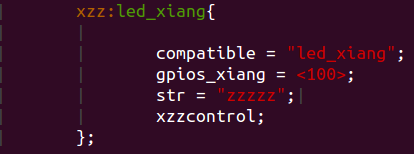 xzz:led_xiang{
compatible = "led_xiang";
gpios_xiang = <100>;
str = "zzzzz";
xzzcontrol;
};